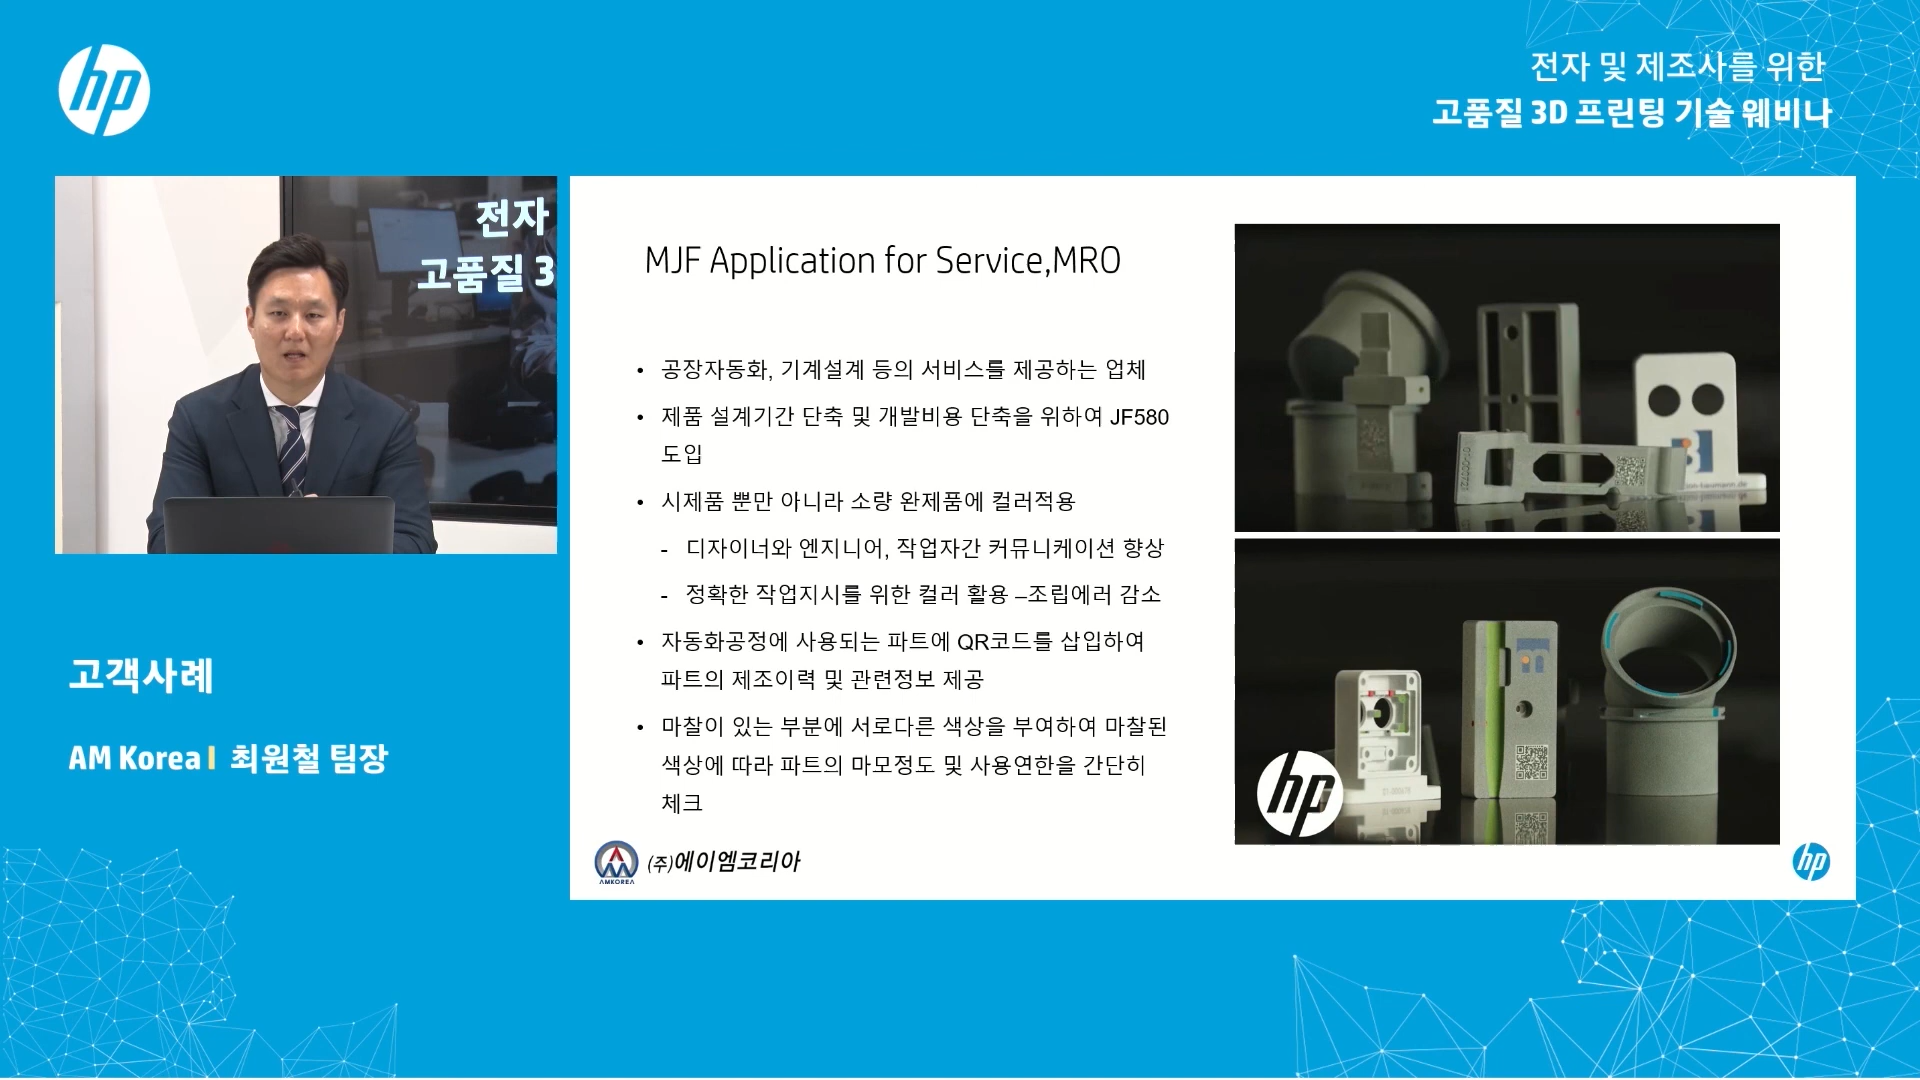 hp
전자 및 제조사를 위한
고품질 3D 프린팅 기술 웨비나
전자
고품질 3
고객사례
AM Korea I 최원철 팀장
MJF Application for Service,MRO
• 공장자동화, 기계설계 등의 서비스를 제공하는 업체
• 제품 설계기간 단축 및 개발비용 단축을 위하여 JF580
도입
• 시제품 뿐만 아니라 소량 완제품에 컬러적용
- 디자이너와 엔지니어, 작업자간 커뮤니케이션 향상
- 정확한 작업지시를 위한 컬러 활용 –조립에러 감소
• 자동화공정에 사용되는 파트에 QR코드를 삽입하여
파트의 제조이력 및 관련정보 제공
• 마찰이 있는 부분에 서로다른 색상을 부여하여 마찰된
색상에 따라 파트의 마모정도 및 사용연한을 간단히
체크
AMKOREA
(주)에이엠코리아
hp
hp